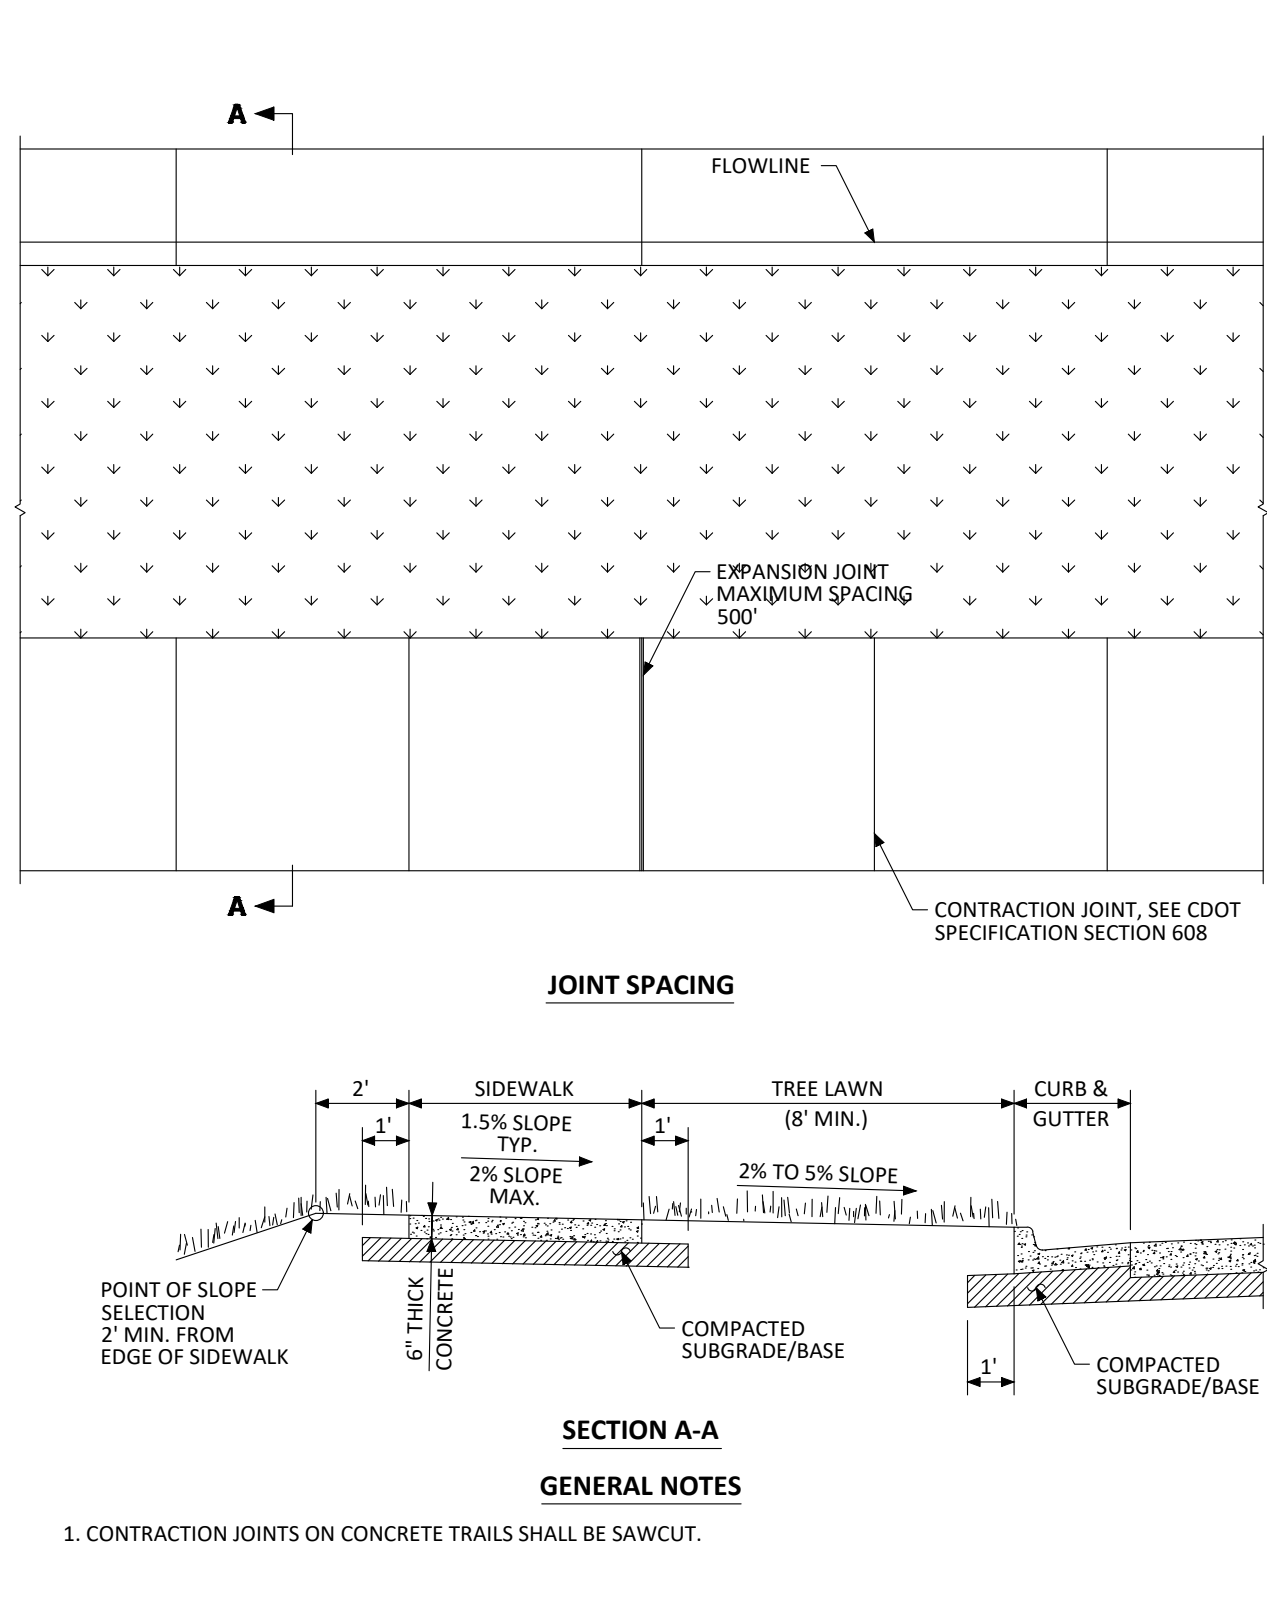 A
FLOWLINE
EXPANSION JOINT
MAXIMUM SPACING
500'
A
CONTRACTION JOINT, SEE CDOT
SPECIFICATION SECTION 608
JOINT SPACING
2'
SIDEWALK
TREE LAWN
(8' MIN.)
CURB &
GUTTER
1'
1.5% SLOPE
TYP.
2% SLOPE
MAX.
1'
2% TO 5% SLOPE
POINT OF SLOPE
SELECTION
2' MIN. FROM
EDGE OF SIDEWALK
6" THICK
CONCRETE
COMPACTED
SUBGRADE/BASE
1'
COMPACTED
SUBGRADE/BASE
SECTION A-A
GENERAL NOTES
1. CONTRACTION JOINTS ON CONCRETE TRAILS SHALL BE SAWCUT.